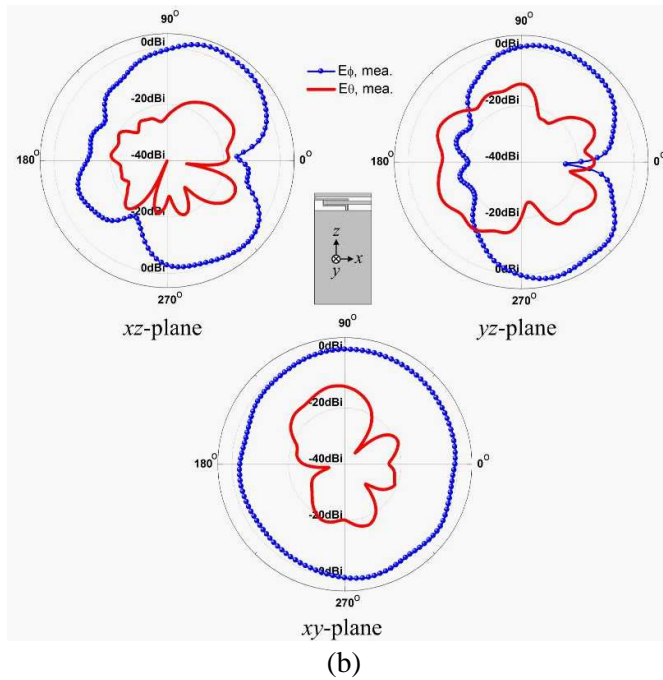 90°
0dBi
-20dBi
-40dBi
-20dBi
0dBi
180°
0°
270°
xz-plane
Eϕ, mea.
Eθ, mea.
z
y
x
90°
0dBi
-20dBi
-40dBi
-20dBi
0dBi
180°
0°
270°
yz-plane
90°
0dBi
-20dBi
-40dBi
-20dBi
0dBi
180°
0°
270°
xy-plane
(b)